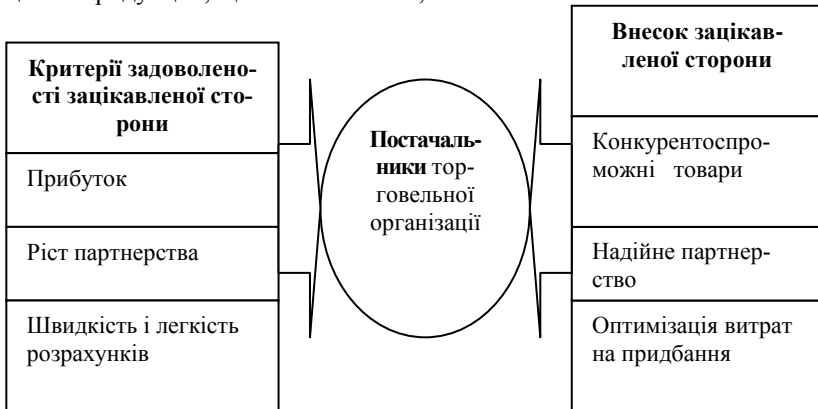 Критерії задоволено-
сті зацікавленої сто-
рони
Прибуток
Ріст партнерства
Швидкість і легкість
розрахунків
Постачаль-
ники тор-
говельної
організації
Внесок зацікав-
леної сторони
Конкурентоспро-
можні товари
Надійне партнер-
ство
Оптимізація витрат
на придбання